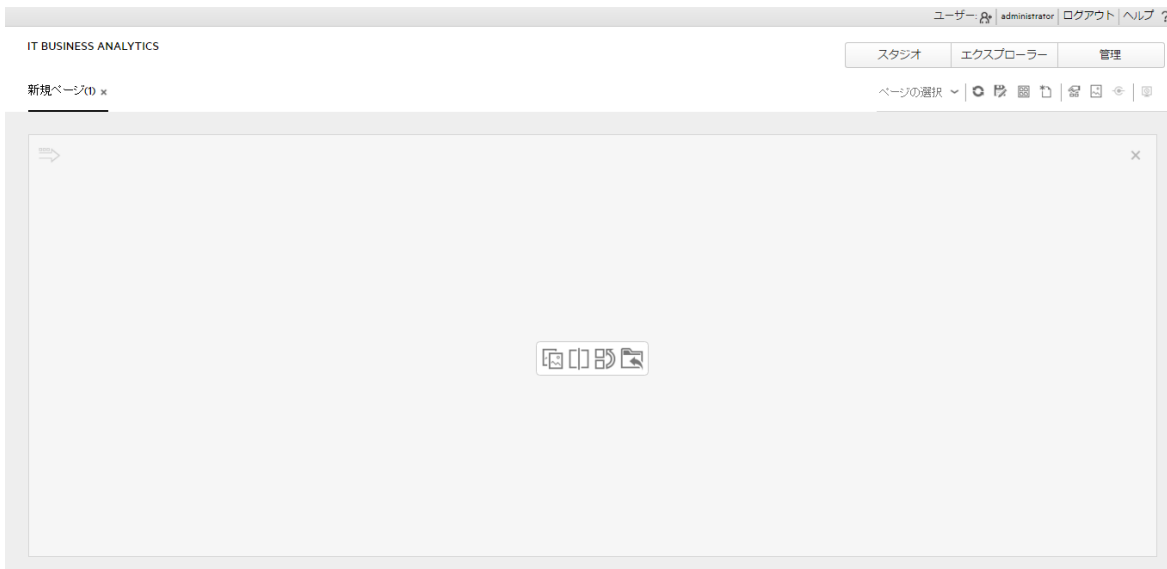 ユーザー: administrator ログアウト ヘルプ ?
IT BUSINESS ANALYTICS
スタジオ エクスプローラー 管理
新規ページ(1) × ページの選択